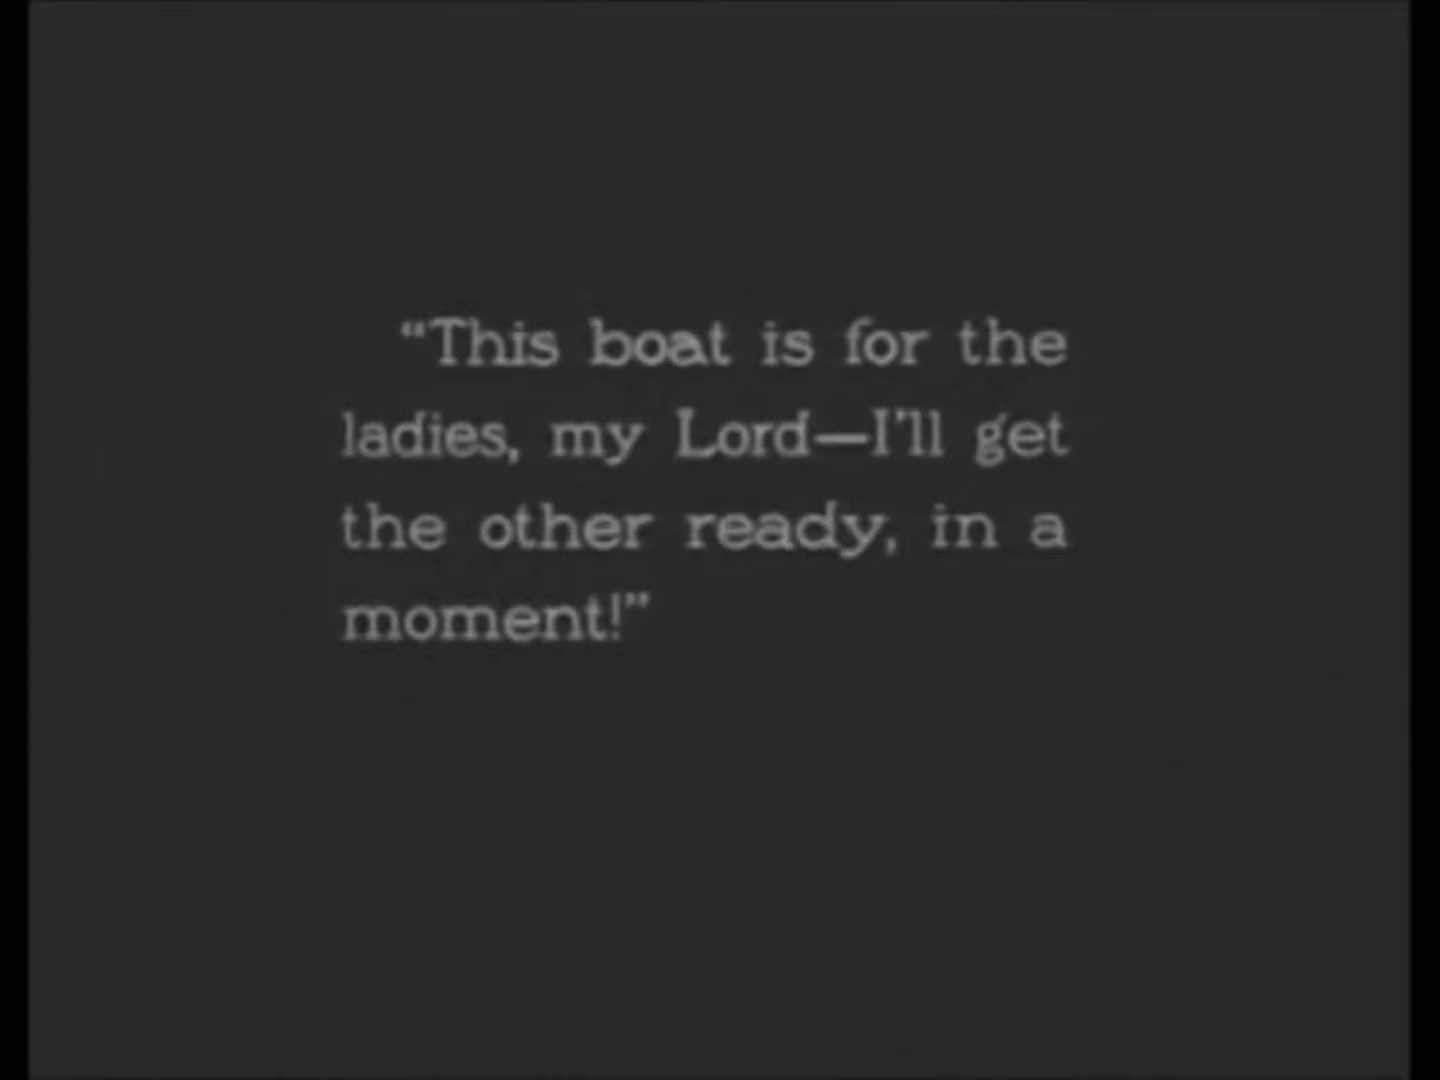 “This boat is for the
ladies, my Lord—I’ll get
the other ready, in a
moment!”